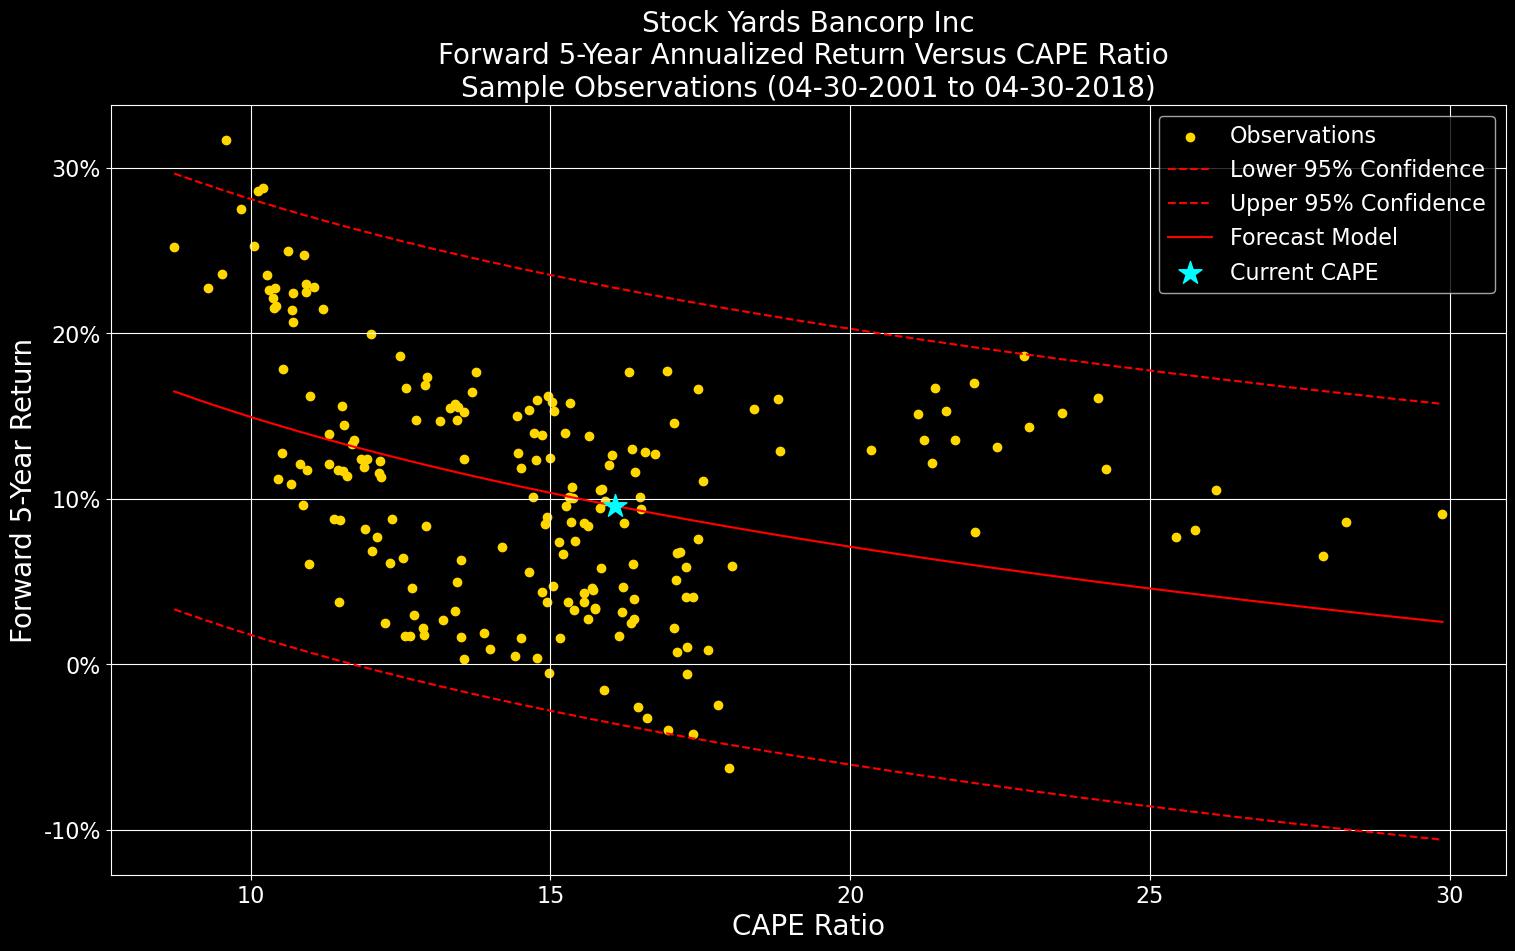 Stock Yards Bancorp Inc
Forward 5-Year Annualized Return Versus CAPE Ratio
Sample Observations (04-30-2001 to 04-30-2018)
Observations
Lower 95% Confidence
Upper 95% Confidence
Forecast Model
Current CAPE
Forward 5-Year Return
30%
20%
10%
0%
-10%
10 15 20 25 30
CAPE Ratio